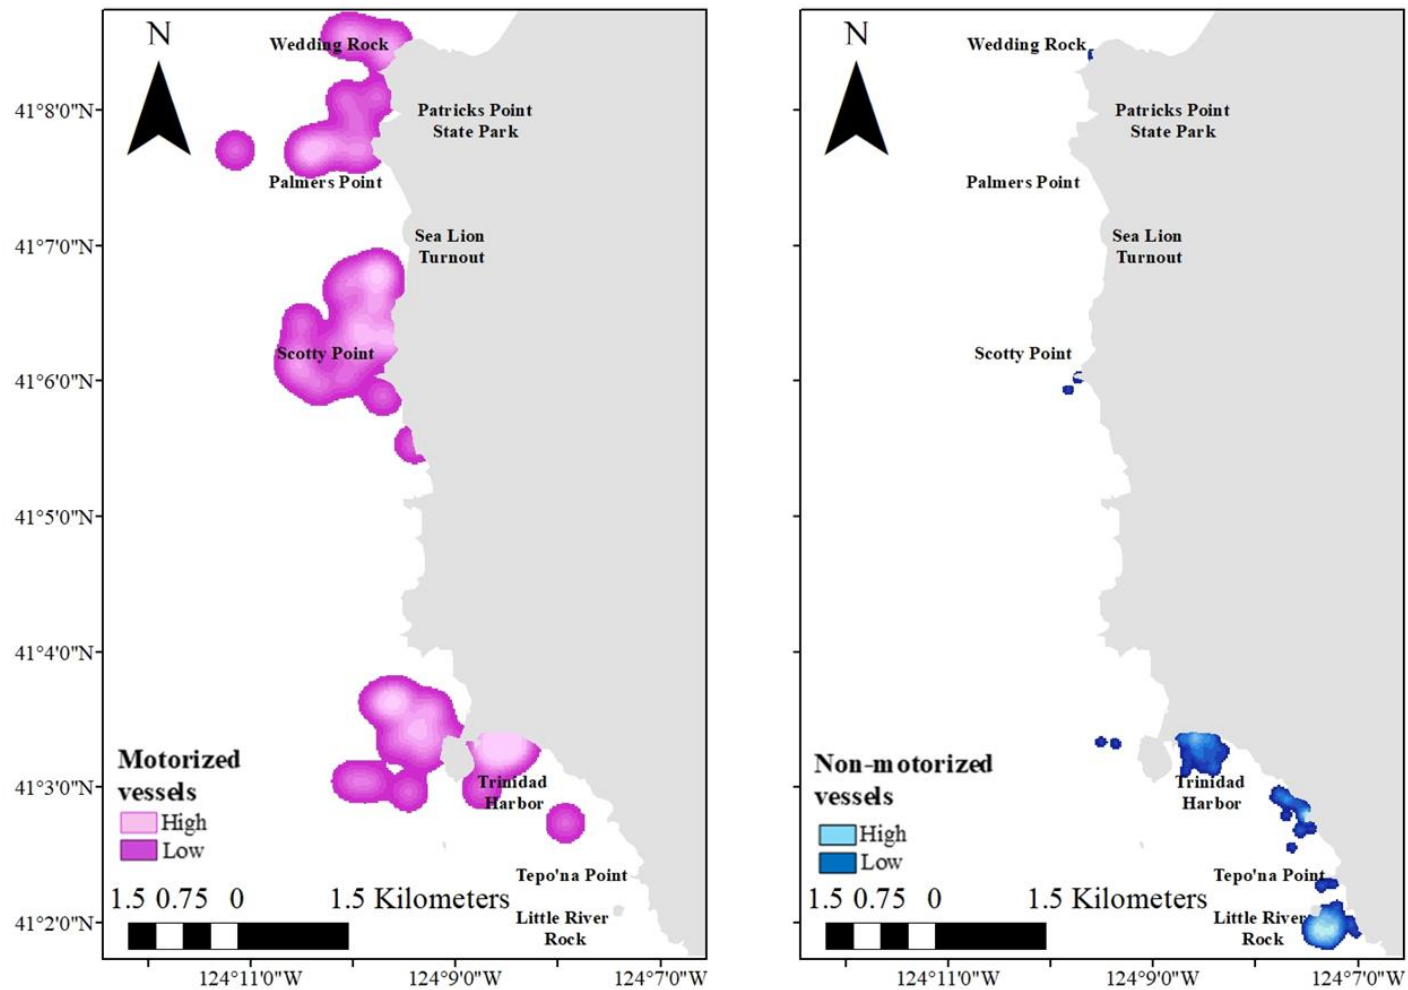 N
Wedding Rock
41°8'0"N
Patricks Point
State Park
Palmers Point
41°7'0"N
Sea Lion
Turnout
Scotty Point
41°6'0"N
41°5'0"N
41°4'0"N
Motorized
vessels
High
Low
41°3'0"N
Trinidad
Harbor
Tepo'na Point
1.5 0.75 0 1.5 Kilometers
Little River
Rock
41°2'0"N
124°11'0"W 124°9'0"W 124°7'0"W
N
Wedding Rock
Patricks Point
State Park
Palmers Point
Sea Lion
Turnout
Scotty Point
Non-motorized
vessels
High
Low
Trinidad
Harbor
Tepo'na Point
1.5 0.75 0 1.5 Kilometers
Little River
Rock
124°11'0"W 124°9'0"W 124°7'0"W